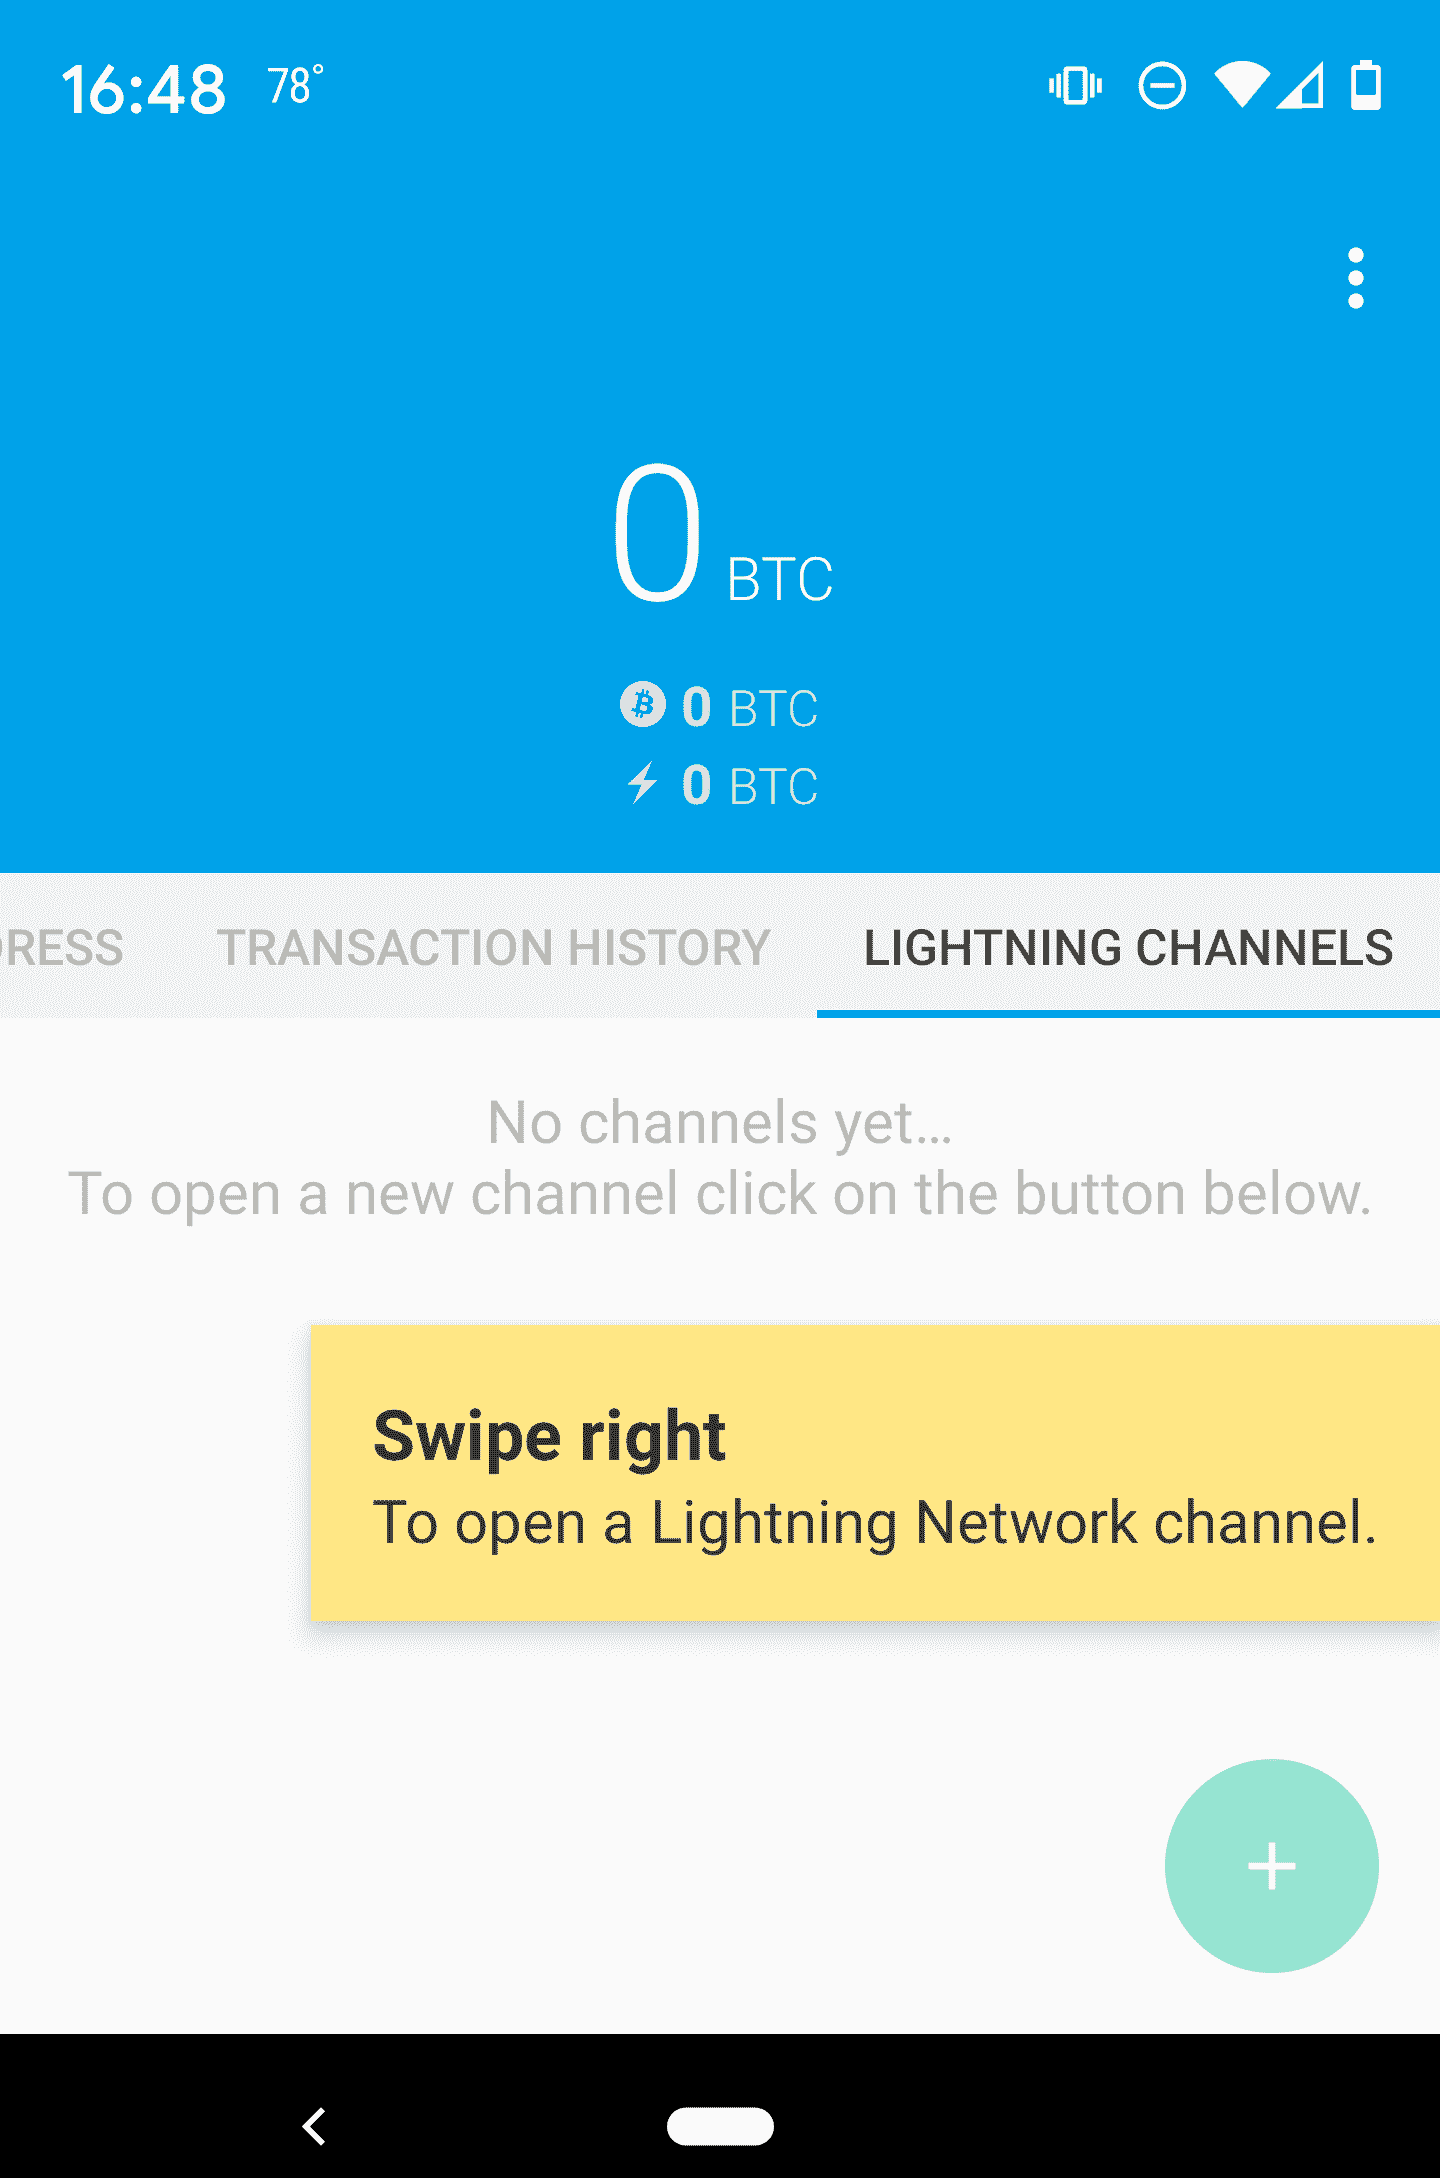 16:48 78°
0 BTC
0 BTC
0 BTC
DRESS TRANSACTION HISTORY LIGHTNING CHANNELS
No channels yet...
To open a new channel click on the button below.
Swipe right
To open a Lightning Network channel.